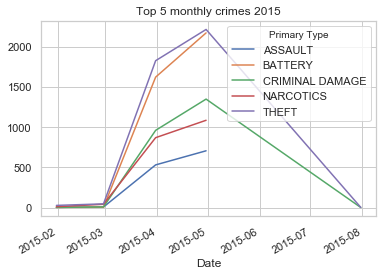 Top 5 monthly crimes 2015
Primary Type
ASSAULT
BATTERY
CRIMINAL DAMAGE
NARCOTICS
THEFT
2000
1500
1000
500
0
2015-02
2015-03
2015-04
2015-05
2015-06
2015-07
2015-08
Date